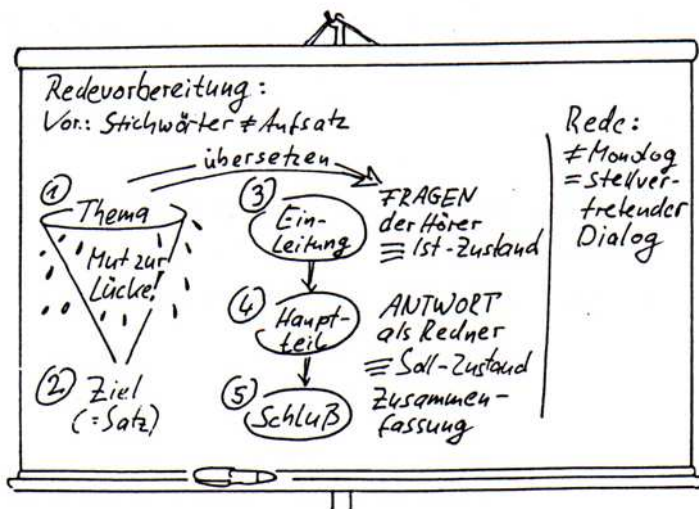 Redevorbereitung:
Vor.: Stichwörter ≠ Aufsatz
übersetzen
① Thema
Mut zur
Lücke!
② Ziel
(=Satz)
③ Ein-
leitung
FRAGEN
der Hörer
≡ Ist-Zustand
④ Haupt-
teil
ANTWORT
als Redner
≡ Soll-Zustand
⑤ Schluß
Zusammen-
fassung
Rede:
≠ Monolog
= stellver-
tretender
Dialog